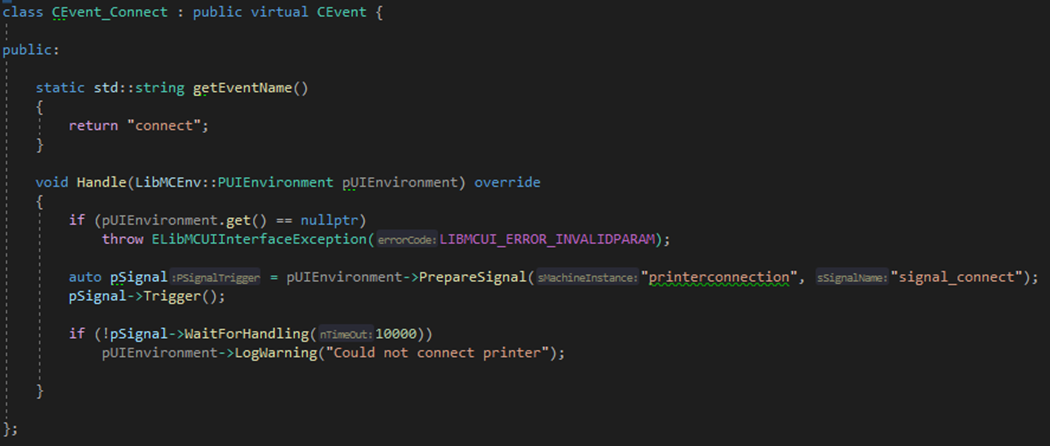 class CEvent_Connect : public virtual CEvent {
public:
static std::string getEventName()
{
return "connect";
}
void Handle(LibMCEnv::PUIEnvironment pUIEnvironment) override
{
if (pUIEnvironment.get() == nullptr)
throw ELibMCUIInterfaceException(errorCode:LIBMCUI_ERROR_INVALIDPARAM);
auto pSignal:PSignalTrigger = pUIEnvironment->PrepareSignal(sMachineInstance:"printerconnection", sSignalName:"signal_connect");
pSignal->Trigger();
if (!pSignal->WaitForHandling(nTimeOut:10000))
pUIEnvironment->LogWarning("Could not connect printer");
}
};